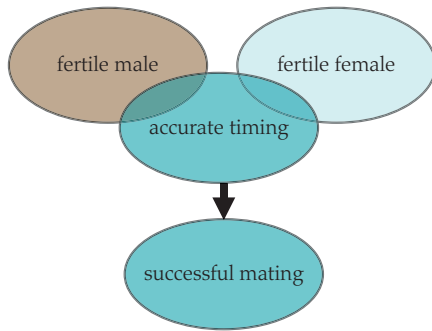 fertile male
fertile female
accurate timing
successful mating